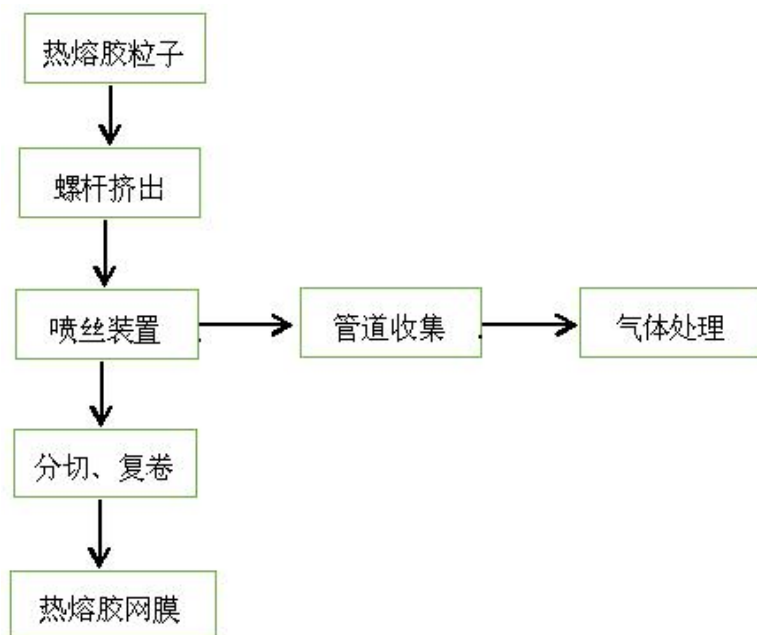 热熔胶粒子
螺杆挤出
喷丝装置
管道收集
气体处理
分切、复卷
热熔胶网膜